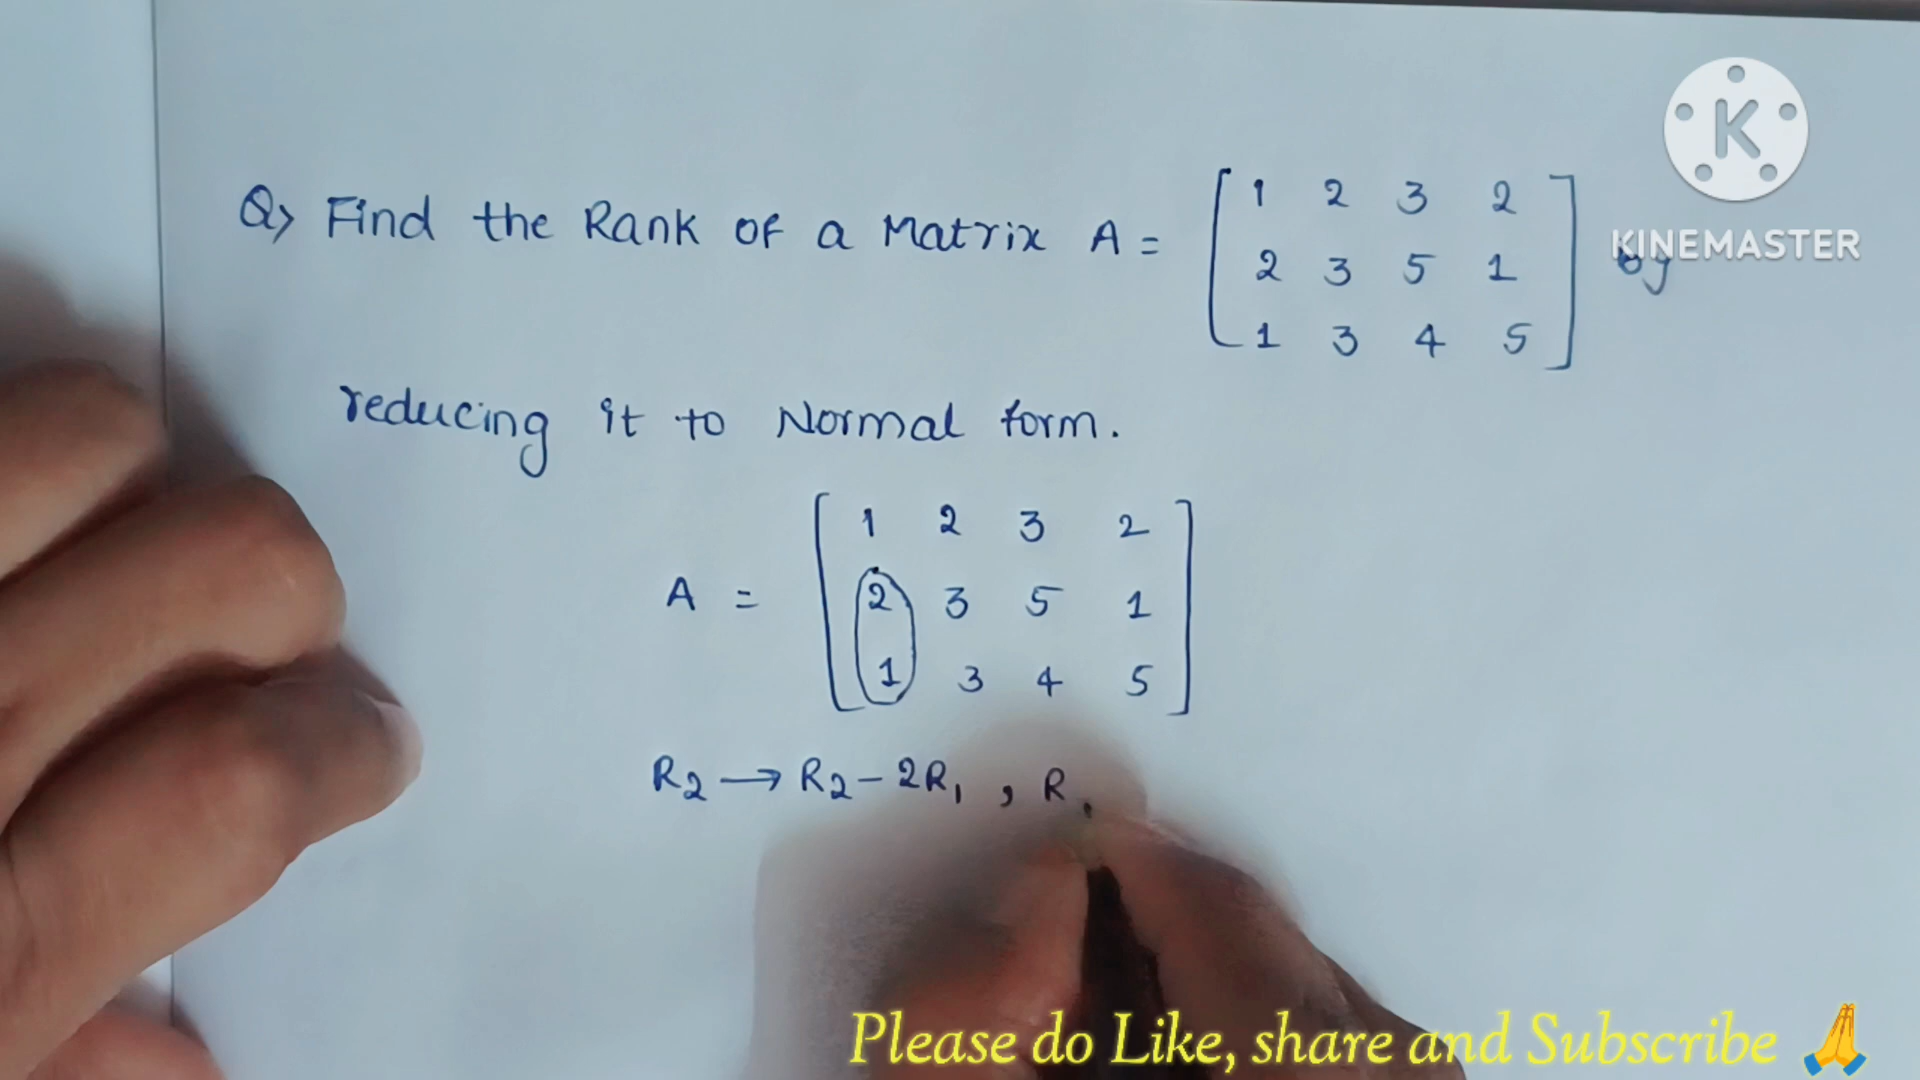 Q) Find the Rank of a Matrix A = [ 1 2 3 2
2 3 5 1
1 3 4 5 ] by
reducing it to Normal form.
A = [ 1 2 3 2
2 3 5 1
1 3 4 5 ]
R₂ → R₂ - 2R₁ , R
K
KINEMASTER
Please do Like, share and Subscribe 🙏